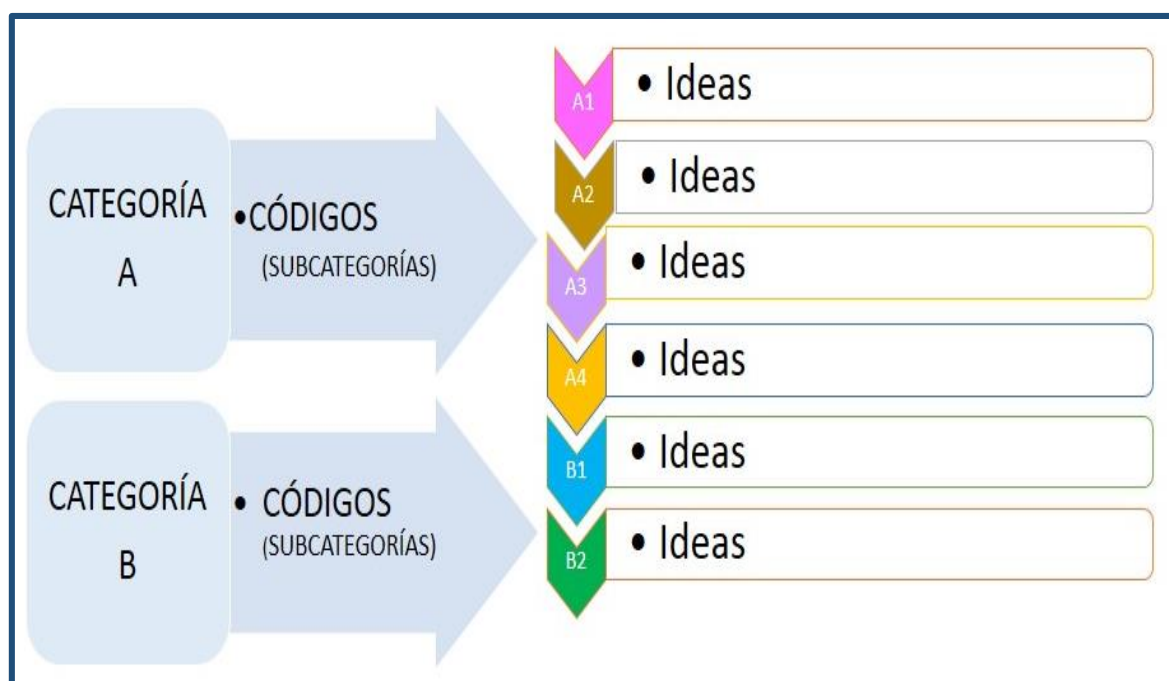 CATEGORÍA
A
•CÓDIGOS
(SUBCATEGORÍAS)
CATEGORÍA
B
• CÓDIGOS
(SUBCATEGORÍAS)
A1
• Ideas
A2
• Ideas
A3
• Ideas
A4
• Ideas
B1
• Ideas
B2
• Ideas